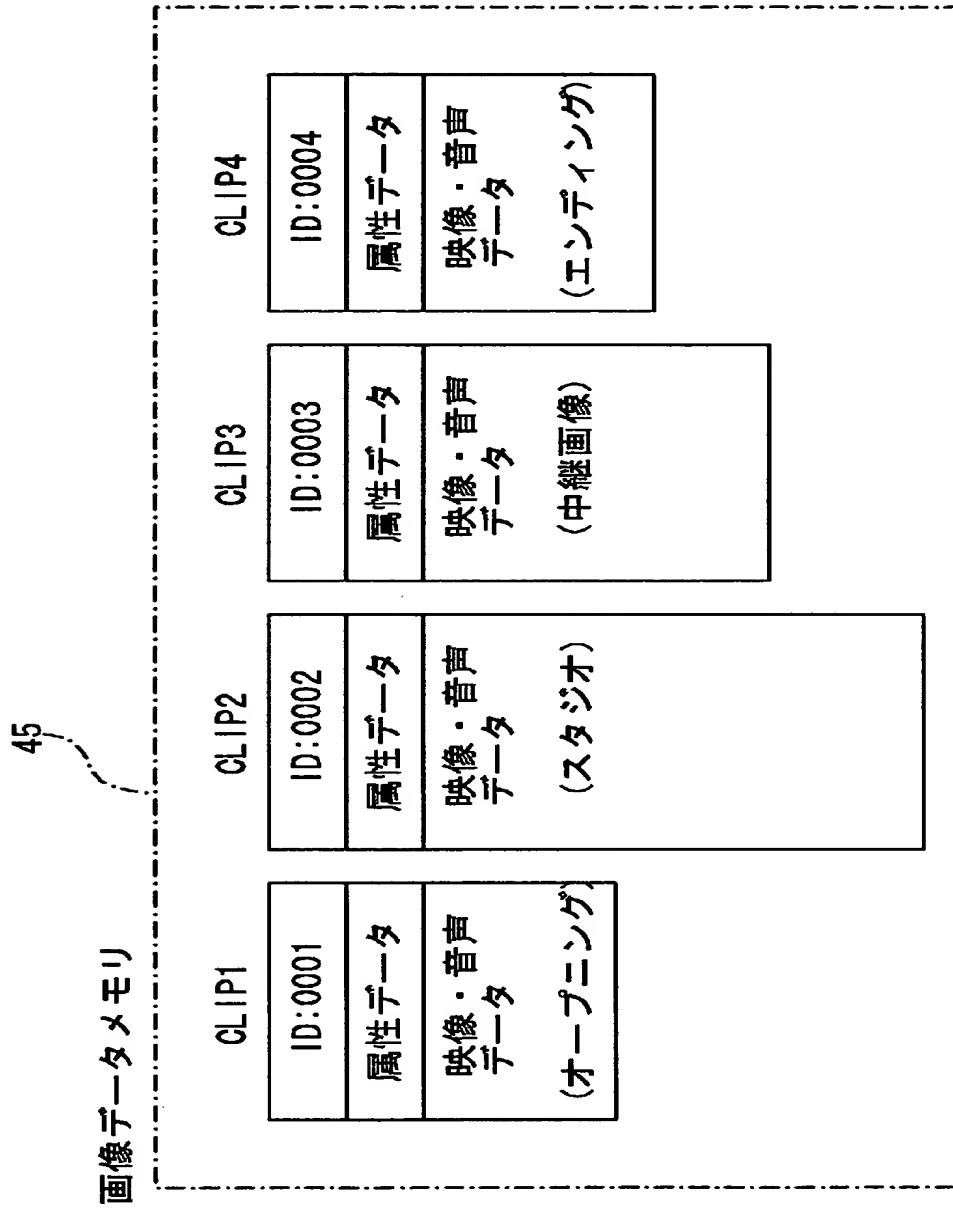 画像データメモリ
45
CLIP1
ID:0001
属性データ
映像・音声
データ
(オープニング)
CLIP2
ID:0002
属性データ
映像・音声
データ
(スタジオ)
CLIP3
ID:0003
属性データ
映像・音声
データ
(中継画像)
CLIP4
ID:0004
属性データ
映像・音声
データ
(エンディング)